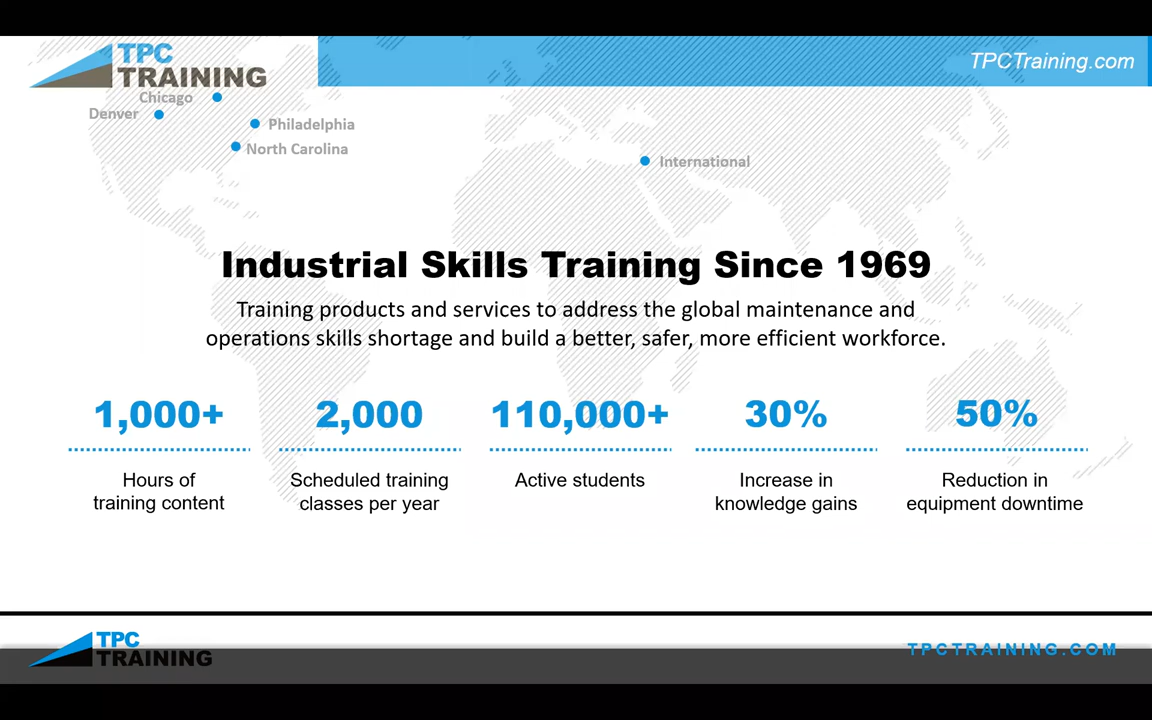 TPC
TRAINING
TPCTraining.com
Chicago
Denver
Philadelphia
North Carolina
International
Industrial Skills Training Since 1969
Training products and services to address the global maintenance and
operations skills shortage and build a better, safer, more efficient workforce.
1,000+
Hours of
training content
2,000
Scheduled training
classes per year
110,000+
Active students
30%
Increase in
knowledge gains
50%
Reduction in
equipment downtime
TPC
TRAINING
TPCTRAINING.COM